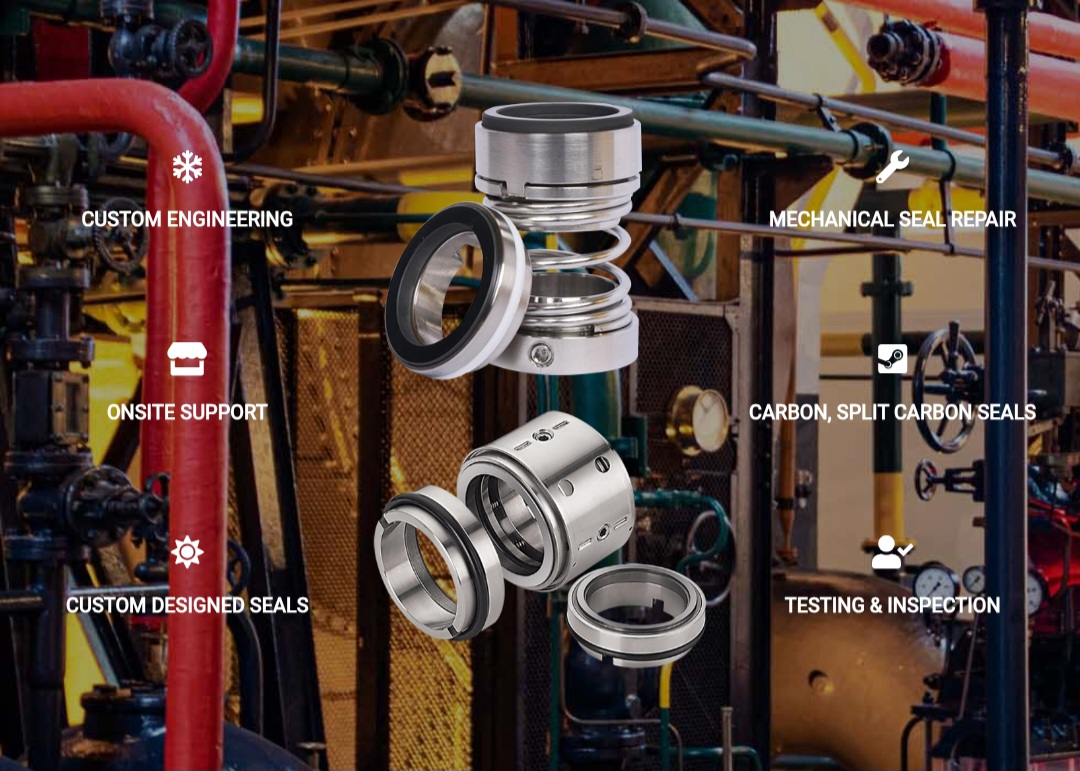 CUSTOM ENGINEERING
MECHANICAL SEAL REPAIR
ONSITE SUPPORT
CARBON, SPLIT CARBON SEALS
CUSTOM DESIGNED SEALS
TESTING & INSPECTION